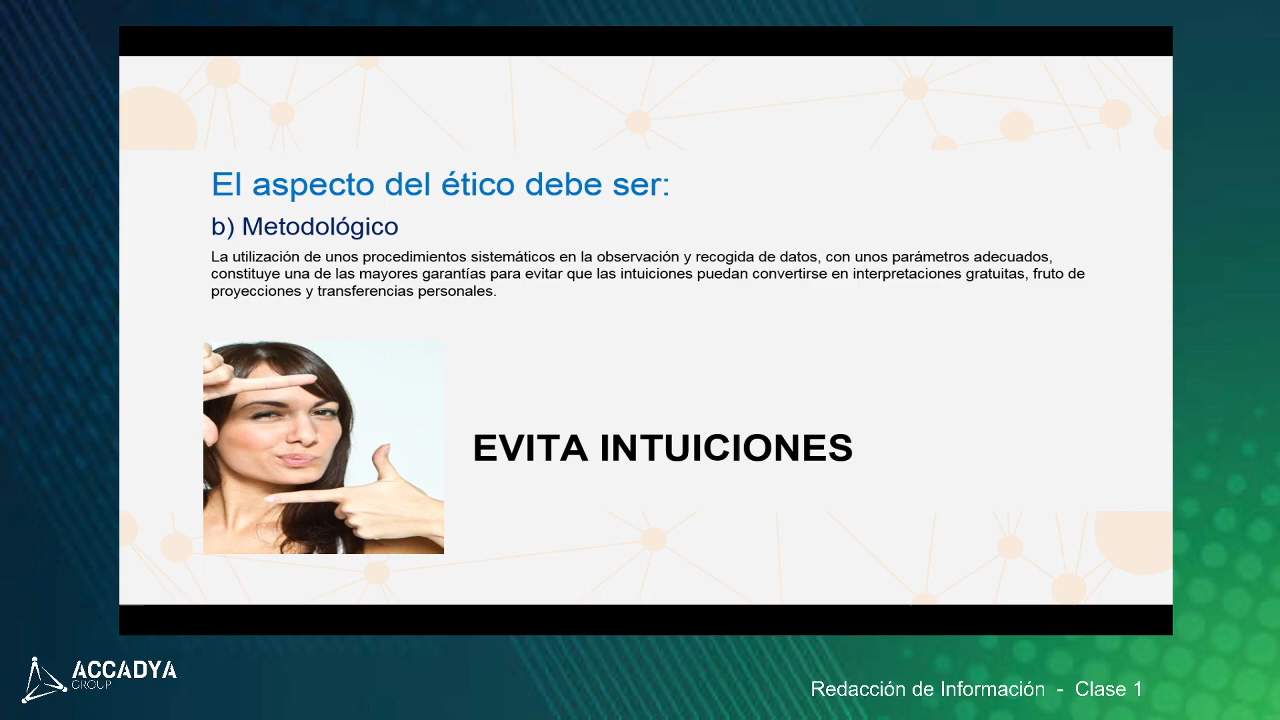 El aspecto del ético debe ser:
b) Metodológico
La utilización de unos procedimientos sistemáticos en la observación y recogida de datos, con unos parámetros adecuados,
constituye una de las mayores garantías para evitar que las intuiciones puedan convertirse en interpretaciones gratuitas, fruto de
proyecciones y transferencias personales.
EVITA INTUICIONES
ACCADYA
GROUP
Redacción de Información - Clase 1